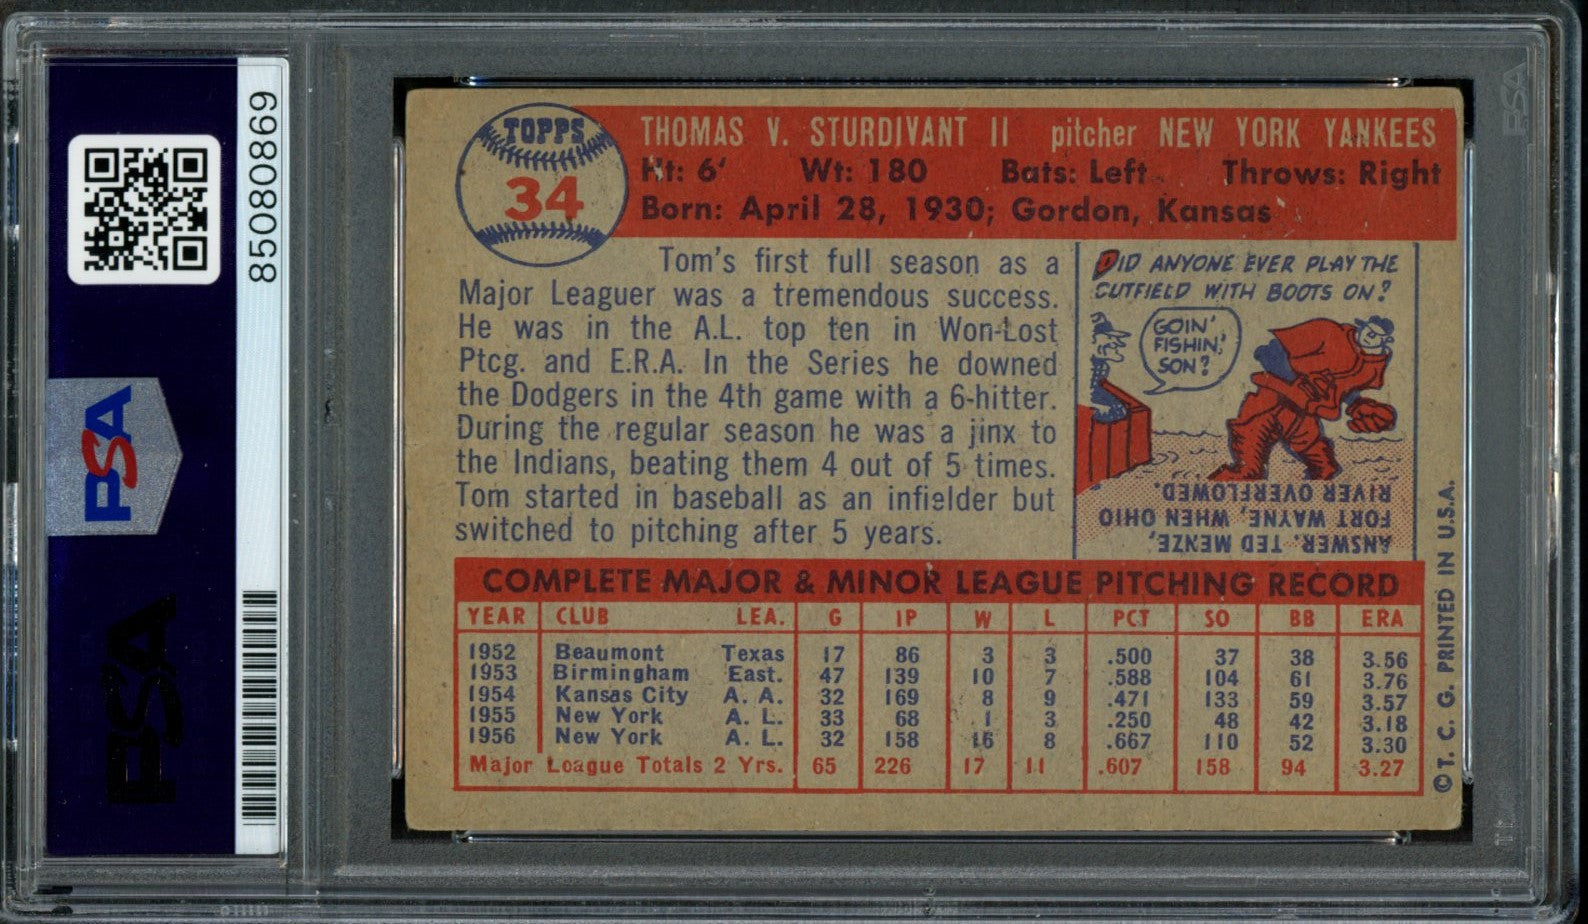 85080869
PSA
PSA
PSA
TOPPS
34
THOMAS V. STURDIVANT II pitcher NEW YORK YANKEES
Ht: 6' Wt: 180 Bats: Left Throws: Right
Born: April 28, 1930; Gordon, Kansas
Tom's first full season as a
Major Leaguer was a tremendous success.
He was in the A.L. top ten in Won-Lost
Ptcg. and E.R.A. In the Series he downed
the Dodgers in the 4th game with a 6-hitter.
During the regular season he was a jinx to
the Indians, beating them 4 out of 5 times.
Tom started in baseball as an infielder but
switched to pitching after 5 years.
DID ANYONE EVER PLAY THE
OUTFIELD WITH BOOTS ON?
GOIN'
FISHIN,'
SON?
ANSWER. TED MENZE,
FORT WAYNE, WHEN OHIO
RIVER OVERFLOWED.
COMPLETE MAJOR & MINOR LEAGUE PITCHING RECORD
YEAR CLUB LEA. G IP W L PCT SO BB ERA
1952 Beaumont Texas 17 86 3 3 .500 37 38 3.56
1953 Birmingham East. 47 139 10 7 .588 104 61 3.76
1954 Kansas City A. A. 32 169 8 9 .471 133 59 3.57
1955 New York A. L. 33 68 1 3 .250 48 42 3.18
1956 New York A. L. 32 158 16 8 .667 110 52 3.30
Major League Totals 2 Yrs. 65 226 17 11 .607 158 94 3.27
©T. C. G. PRINTED IN U.S.A.